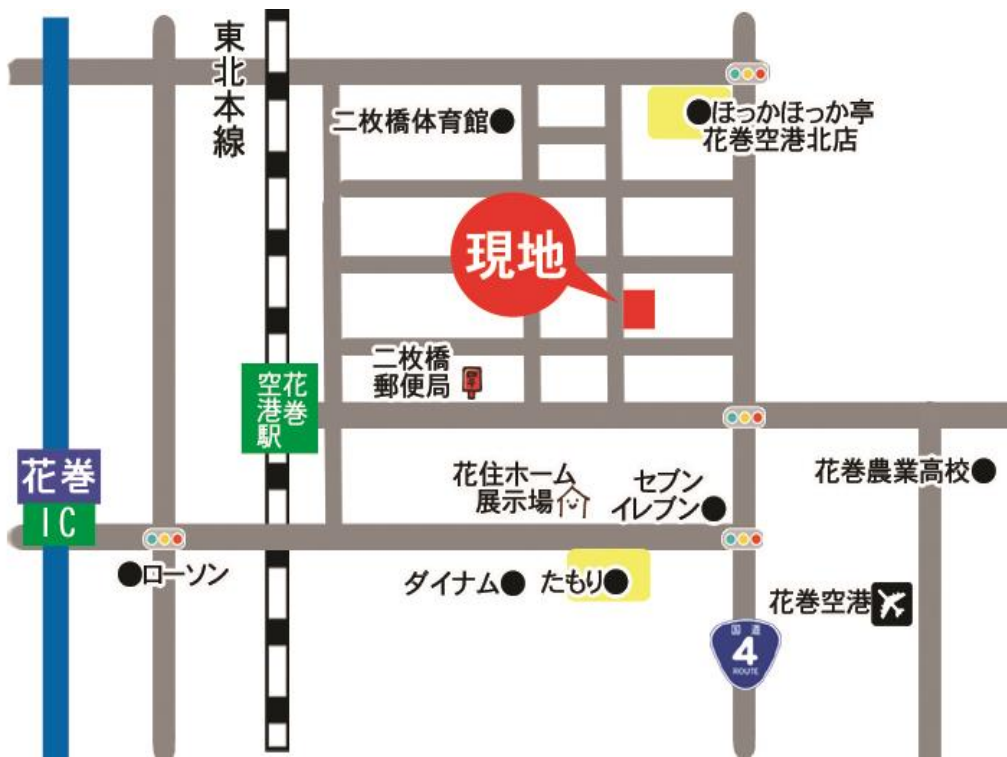 東北本線
二枚橋体育館
ほっかほっか亭
花巻空港北店
現地
二枚橋
郵便局
花巻
空港駅
花巻
IC
花住ホーム
展示場
セブン
イレブン
花巻農業高校
ローソン
ダイナム
たもり
花巻空港
国道
4
ROUTE